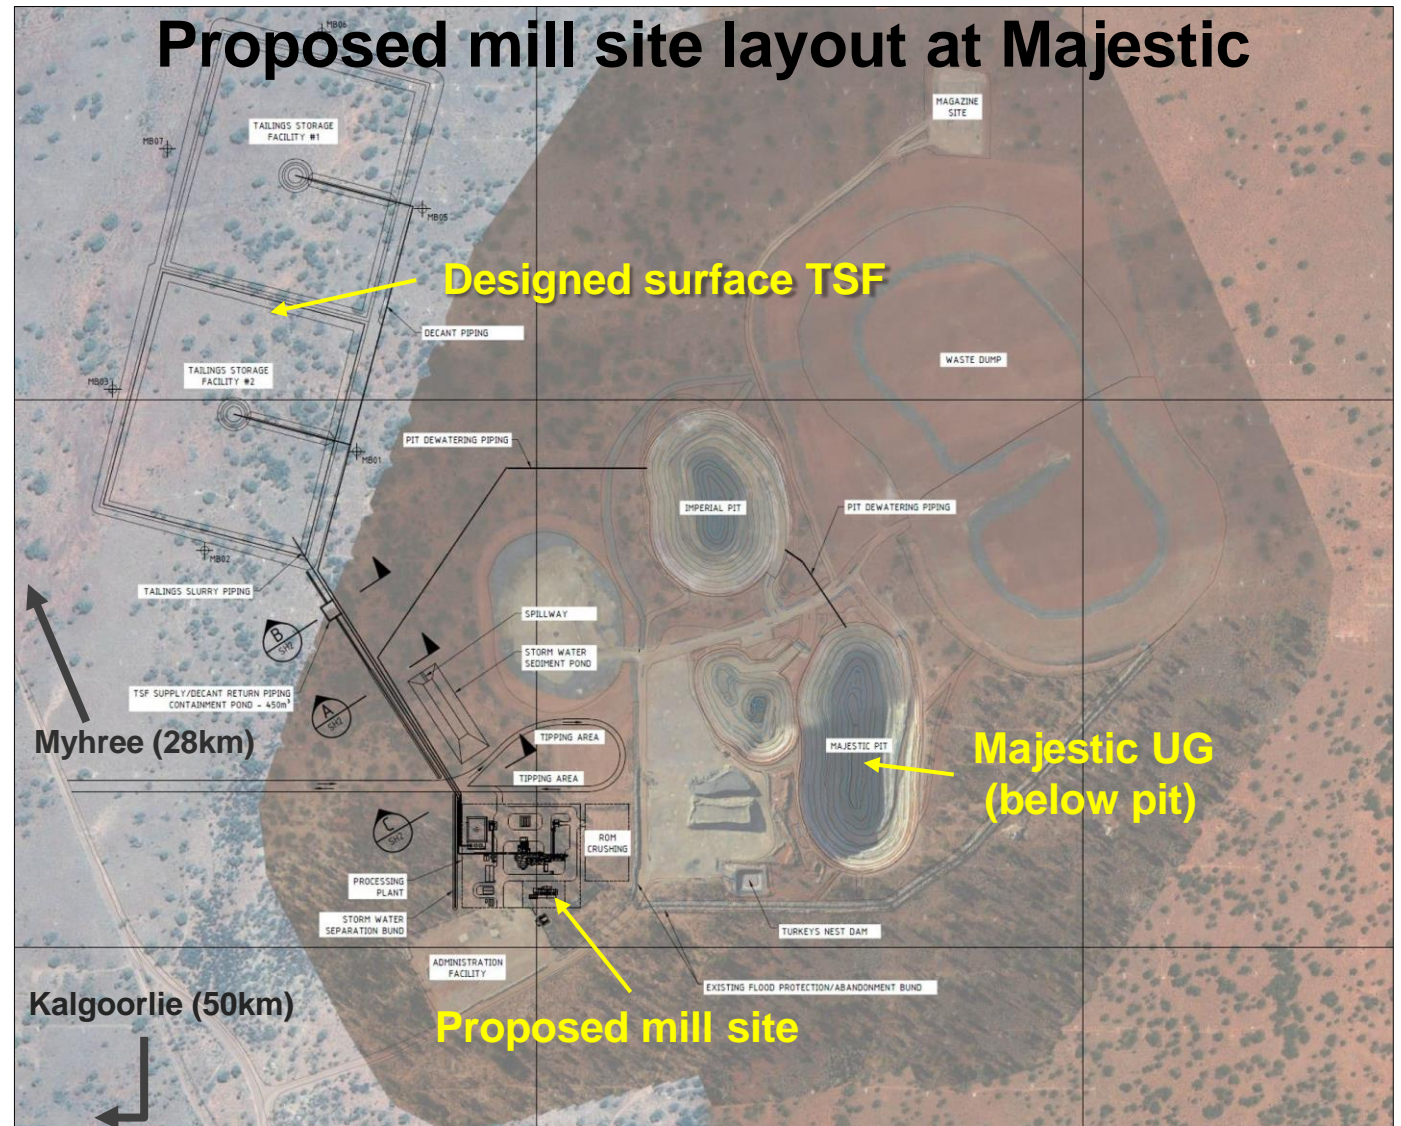 Proposed mill site layout at Majestic
MB06
MAGAZINE
SITE
TAILINGS STORAGE
FACILITY #1
MB07
MB05
Designed surface TSF
DECANT PIPING
WASTE DUMP
TAILINGS STORAGE
FACILITY #2
MB03
PIT DEWATERING PIPING
MB01
IMPERIAL PIT
PIT DEWATERING PIPING
MB02
TAILINGS SLURRY PIPING
SPILLWAY
B
SH2
STORM WATER
SEDIMENT POND
TSF SUPPLY/DECANT RETURN PIPING
CONTAINMENT POND - 450m³
A
SH2
Myhree (28km)
TIPPING AREA
MAJESTIC PIT
Majestic UG
(below pit)
TIPPING AREA
C
SH2
ROM
CRUSHING
PROCESSING
PLANT
STORM WATER
SEPARATION BUND
TURKEYS NEST DAM
ADMINISTRATION
FACILITY
EXISTING FLOOD PROTECTION/ABANDONMENT BUND
Kalgoorlie (50km)
Proposed mill site